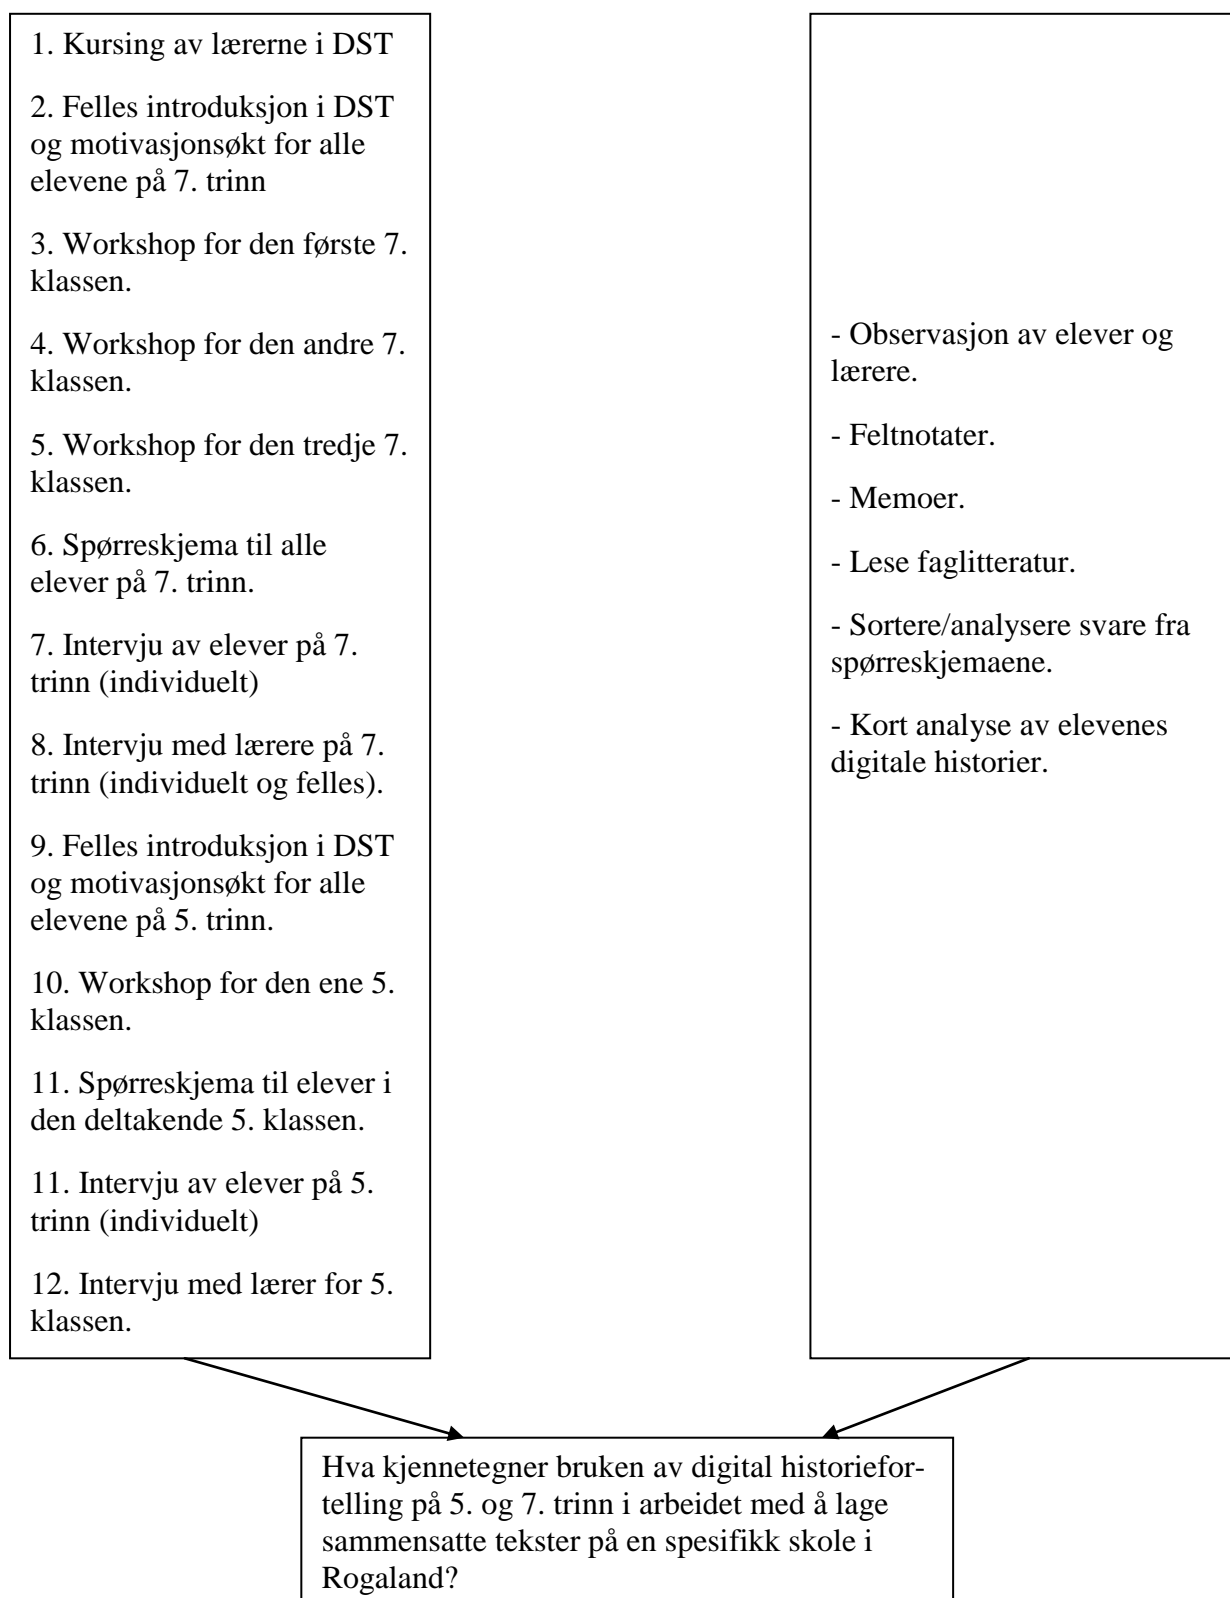 1. Kursing av lærerne i DST
2. Felles introduksjon i DST
og motivasjonsøkt for alle
elevene på 7. trinn
3. Workshop for den første 7.
klassen.
4. Workshop for den andre 7.
klassen.
5. Workshop for den tredje 7.
klassen.
6. Spørreskjema til alle
elever på 7. trinn.
7. Intervju av elever på 7.
trinn (individuelt)
8. Intervju med lærere på 7.
trinn (individuelt og felles).
9. Felles introduksjon i DST
og motivasjonsøkt for alle
elevene på 5. trinn.
10. Workshop for den ene 5.
klassen.
11. Spørreskjema til elever i
den deltakende 5. klassen.
11. Intervju av elever på 5.
trinn (individuelt)
12. Intervju med lærer for 5.
klassen.
- Observasjon av elever og
lærere.
- Feltnotater.
- Memoer.
- Lese faglitteratur.
- Sortere/analysere svare fra
spørreskjemaene.
- Kort analyse av elevenes
digitale historier.
Hva kjennetegner bruken av digital historiefor-
telling på 5. og 7. trinn i arbeidet med å lage
sammensatte tekster på en spesifikk skole i
Rogaland?